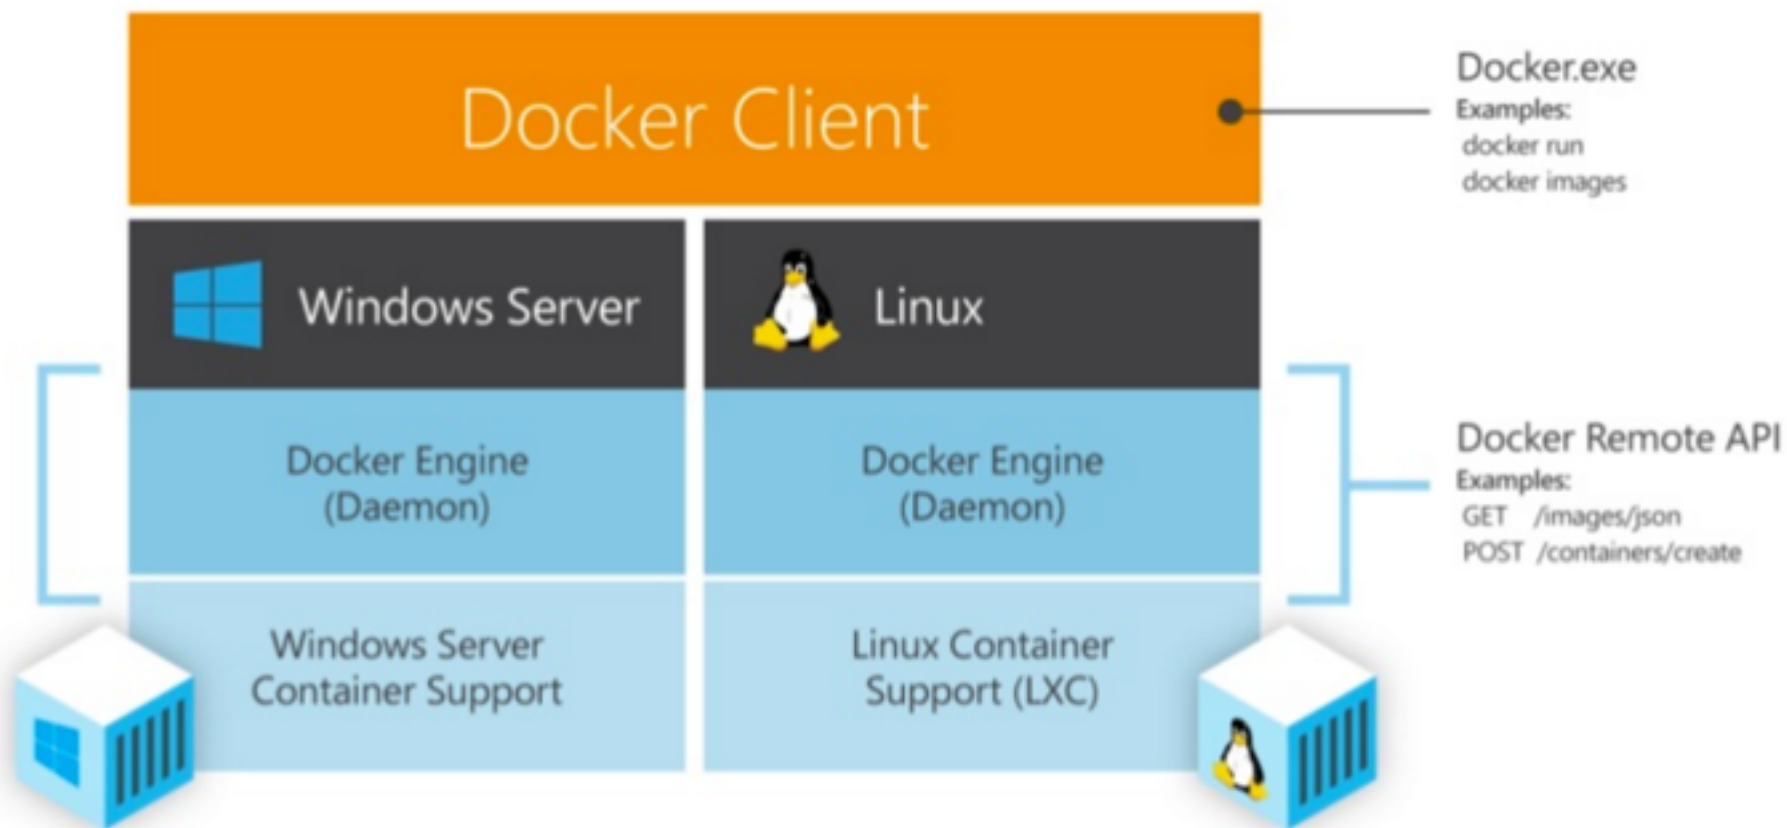 Docker Client
Docker.exe
Examples:
docker run
docker images
Windows Server
Linux
Docker Engine
(Daemon)
Docker Engine
(Daemon)
Docker Remote API
Examples:
GET /images/json
POST /containers/create
Windows Server
Container Support
Linux Container
Support (LXC)